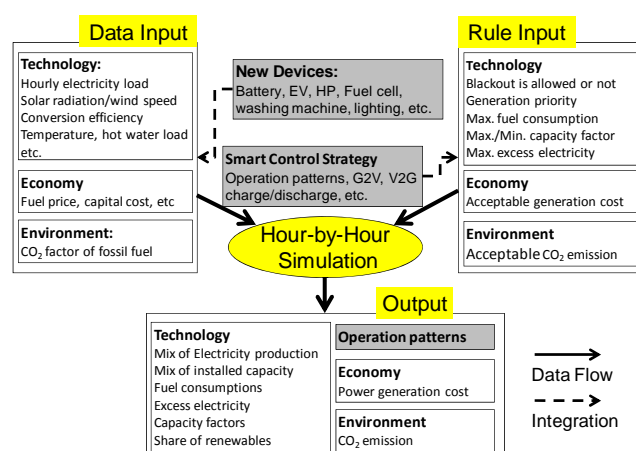 Data Input
Technology:
Hourly electricity load
Solar radiation/wind speed
Conversion efficiency
Temperature, hot water load
etc.
Economy
Fuel price, capital cost, etc
Environment:
CO2 factor of fossil fuel
New Devices:
Battery, EV, HP, Fuel cell,
washing machine, lighting, etc.
Smart Control Strategy
Operation patterns, G2V, V2G
charge/discharge, etc.
Rule Input
Technology
Blackout is allowed or not
Generation priority
Max. fuel consumption
Max./Min. capacity factor
Max. excess electricity
Economy
Acceptable generation cost
Environment
Acceptable CO2 emission
Hour-by-Hour
Simulation
Output
Technology
Mix of Electricity production
Mix of installed capacity
Fuel consumptions
Excess electricity
Capacity factors
Share of renewables
Operation patterns
Economy
Power generation cost
Environment
CO2 emission
Data Flow
Integration